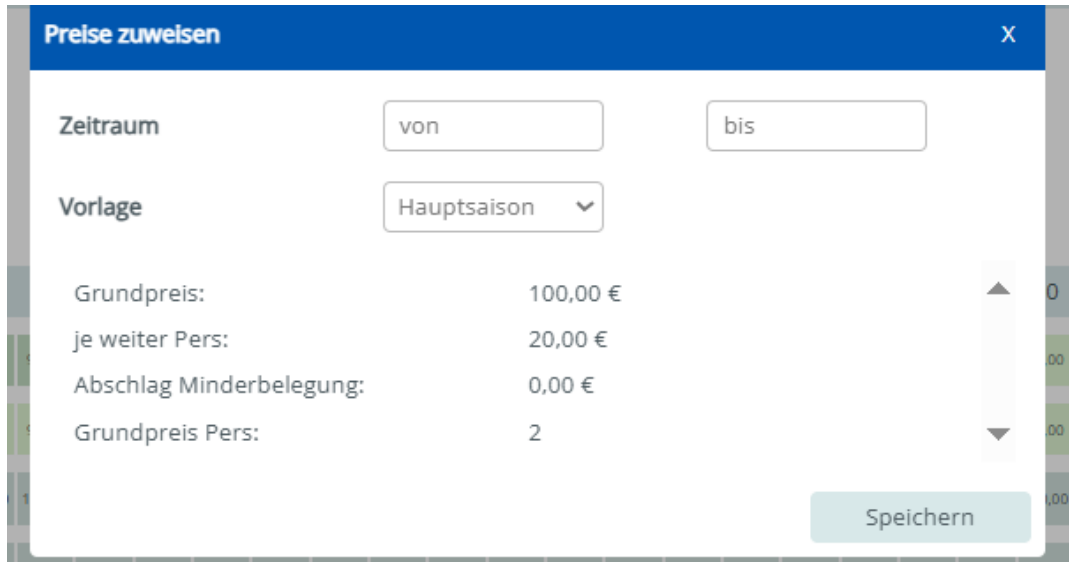 Preise zuweisen X
Zeitraum von bis
Vorlage Hauptsaison
Grundpreis: 100,00 €
je weiter Pers: 20,00 €
Abschlag Minderbelegung: 0,00 €
Grundpreis Pers: 2
Speichern